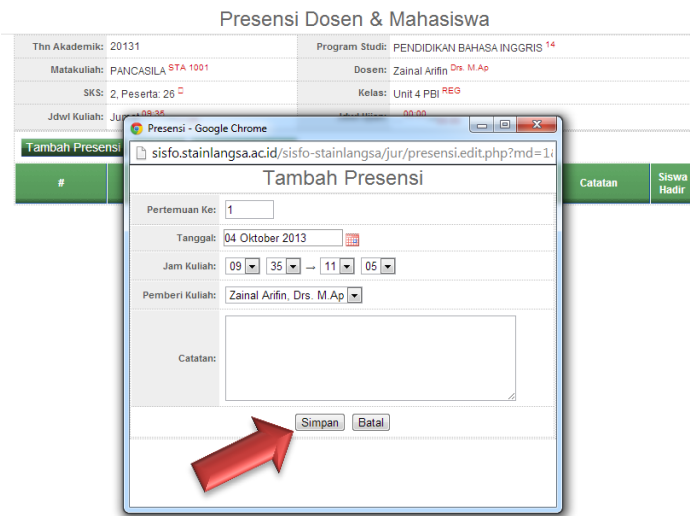 Presensi Dosen & Mahasiswa
Thn Akademik: 20131 Program Studi: PENDIDIKAN BAHASA INGGRIS 14
Matakuliah: PANCASILA STA 1001 Dosen: Zainal Arifin Drs. M.Ap
SKS: 2, Peserta: 26 Kelas: Unit 4 PBI REG
Jdwl Kuliah:
Presensi - Google Chrome
Tambah Presensi
sisfo.stainlangsa.ac.id/sisfo-stainlangsa/jur/presensi.edit.php?md=1&
# Catatan Siswa Hadir
Tambah Presensi
Pertemuan Ke: 1
Tanggal: 04 Oktober 2013
Jam Kuliah: 09 35 → 11 05
Pemberi Kuliah: Zainal Arifin, Drs. M.Ap
Catatan:
Simpan Batal